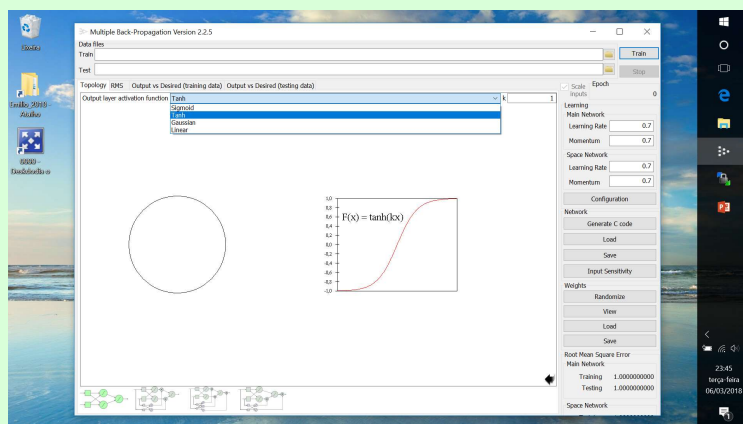 Multiple Back-Propagation Version 2.2.5
Data files
Train
Train
Test
Stop
Topology RMS Output vs Desired (training data) Output vs Desired (testing data)
Output layer activation function Tanh k 1
Sigmoid
Tanh
Gaussian
Linear
F(x) = tanh(kx)
1,0
0,8
0,6
0,4
0,2
0,0
-0,2
-0,4
-0,6
-0,8
-1,0
Scale Inputs
Epoch
0
Learning
Main Network
Learning Rate 0.7
Momentum 0.7
Space Network
Learning Rate 0.7
Momentum 0.7
Configuration
Network
Generate C code
Load
Save
Input Sensitivity
Weights
Randomize
View
Load
Save
Root Mean Square Error
Main Network
Training 1.0000000000
Testing 1.0000000000
Space Network
23:45
terça-feira
06/03/2018